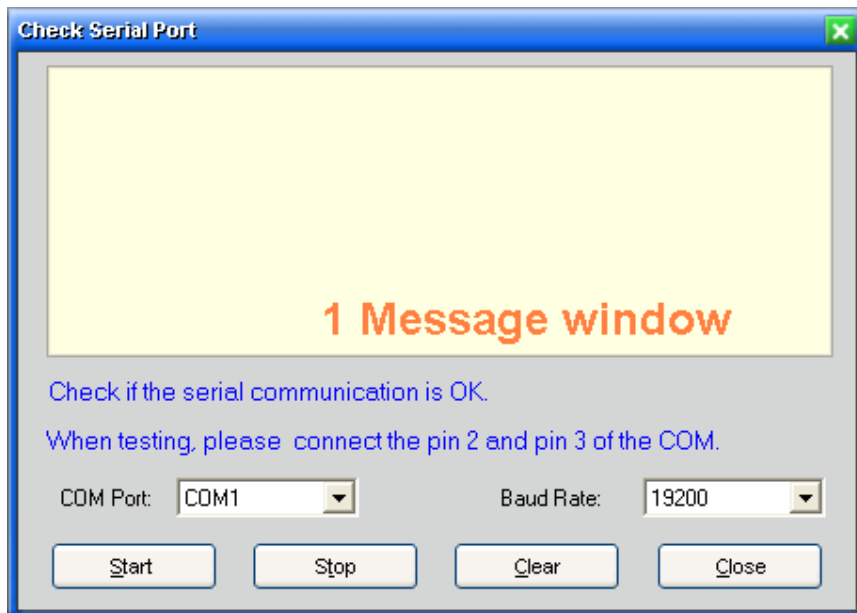 Check Serial Port
1 Message window
Check if the serial communication is OK.
When testing, please connect the pin 2 and pin 3 of the COM.
COM Port: COM1 Baud Rate: 19200
Start Stop Clear Close